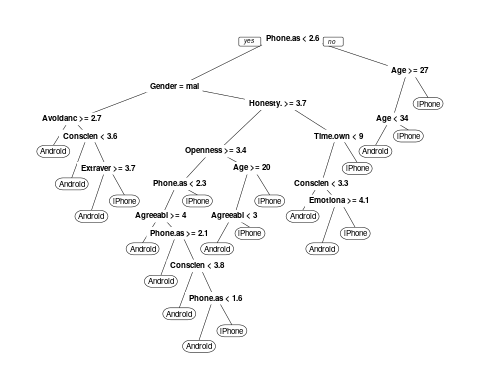 yes Phone.as < 2.6 no
Age >= 27
Gender = mal
Honesty. >= 3.7
IPhone
Avoidanc >= 2.7
Age < 34
Conscien < 3.6
Time.own < 9
IPhone
Android
Openness >= 3.4
Android
Extraver >= 3.7
Age >= 20
IPhone
Android
Phone.as < 2.3
Conscien < 3.3
Android
IPhone
IPhone
IPhone
Emotiona >= 4.1
Android
Agreeabl >= 4
Agreeabl < 3
Android
Phone.as >= 2.1
IPhone
IPhone
Android
Android
Android
Conscien < 3.8
Android
Phone.as < 1.6
Android
IPhone
Android